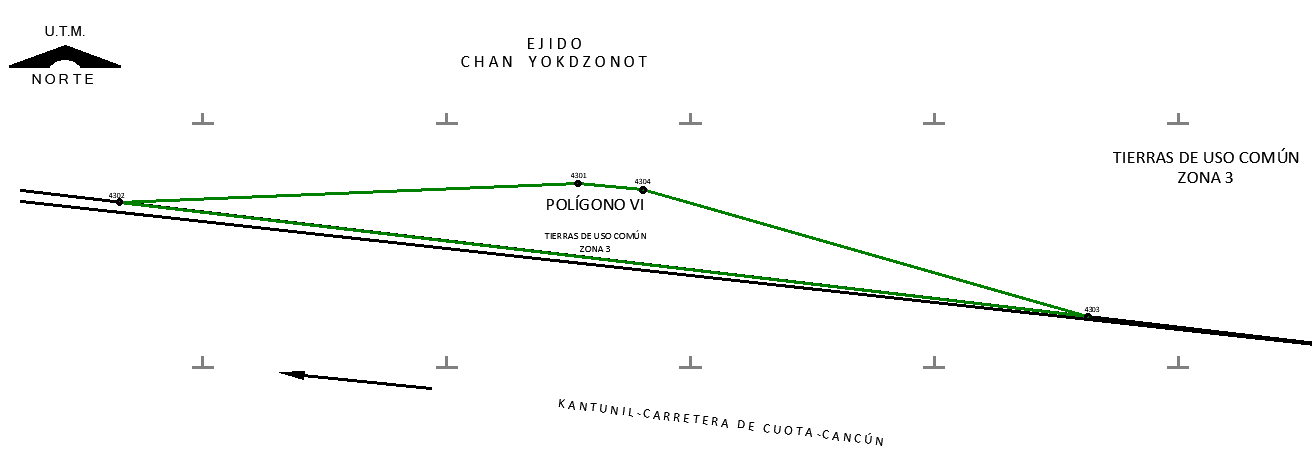 U.T.M.
NORTE
EJIDO
CHAN YOKDZONOT
TIERRAS DE USO COMÚN
ZONA 3
4302
4301
4304
POLÍGONO VI
TIERRAS DE USO COMÚN
ZONA 3
4303
KANTUNIL-CARRETERA DE CUOTA-CANCÚN